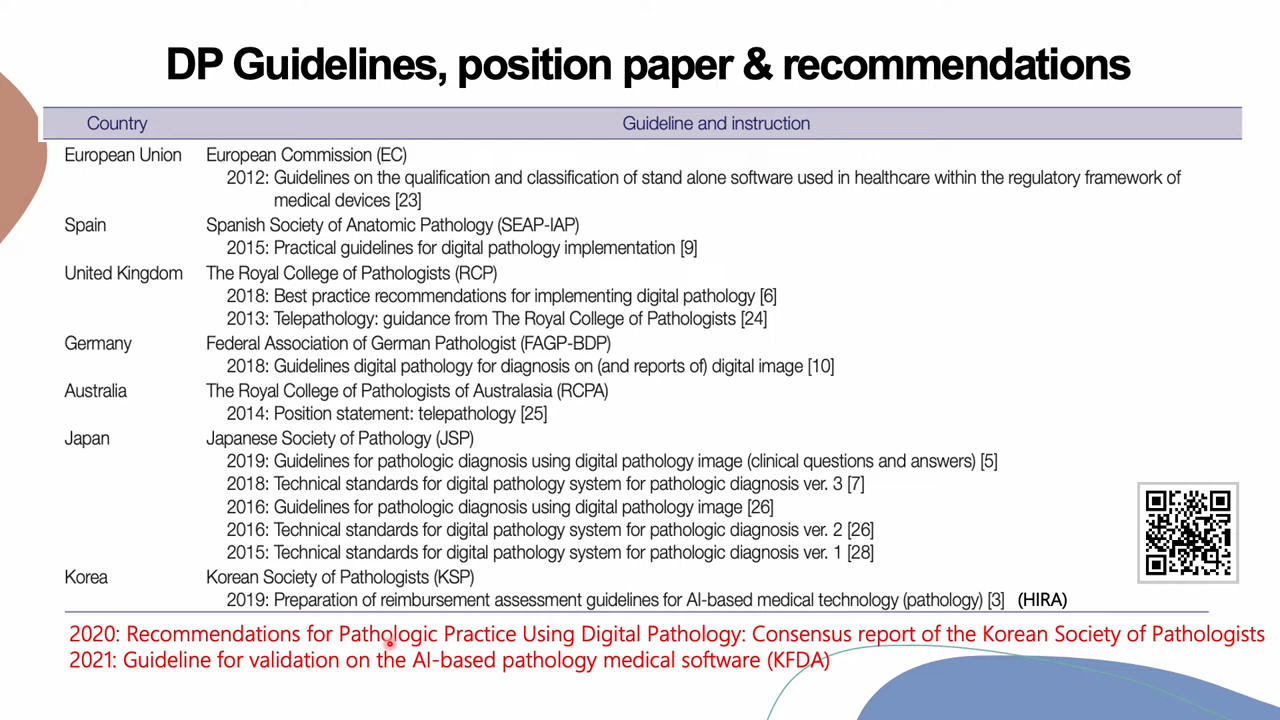 DP Guidelines, position paper & recommendations
Country Guideline and instruction
European Union European Commission (EC)
2012: Guidelines on the qualification and classification of stand alone software used in healthcare within the regulatory framework of
medical devices [23]
Spain Spanish Society of Anatomic Pathology (SEAP-IAP)
2015: Practical guidelines for digital pathology implementation [9]
United Kingdom The Royal College of Pathologists (RCP)
2018: Best practice recommendations for implementing digital pathology [6]
2013: Telepathology: guidance from The Royal College of Pathologists [24]
Germany Federal Association of German Pathologist (FAGP-BDP)
2018: Guidelines digital pathology for diagnosis on (and reports of) digital image [10]
Australia The Royal College of Pathologists of Australasia (RCPA)
2014: Position statement: telepathology [25]
Japan Japanese Society of Pathology (JSP)
2019: Guidelines for pathologic diagnosis using digital pathology image (clinical questions and answers) [5]
2018: Technical standards for digital pathology system for pathologic diagnosis ver. 3 [7]
2016: Guidelines for pathologic diagnosis using digital pathology image [26]
2016: Technical standards for digital pathology system for pathologic diagnosis ver. 2 [26]
2015: Technical standards for digital pathology system for pathologic diagnosis ver. 1 [28]
Korea Korean Society of Pathologists (KSP)
2019: Preparation of reimbursement assessment guidelines for AI-based medical technology (pathology) [3] (HIRA)
2020: Recommendations for Pathologic Practice Using Digital Pathology: Consensus report of the Korean Society of Pathologists
2021: Guideline for validation on the AI-based pathology medical software (KFDA)